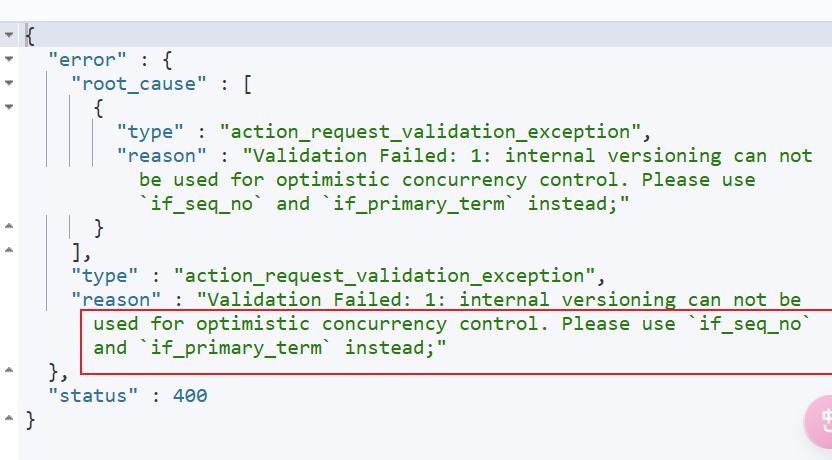 {
  "error" : {
    "root_cause" : [
      {
        "type" : "action_request_validation_exception",
        "reason" : "Validation Failed: 1: internal versioning can not
          be used for optimistic concurrency control. Please use
          `if_seq_no` and `if_primary_term` instead;"
      }
    ],
    "type" : "action_request_validation_exception",
    "reason" : "Validation Failed: 1: internal versioning can not be
      used for optimistic concurrency control. Please use `if_seq_no`
      and `if_primary_term` instead;"
  },
  "status" : 400
}